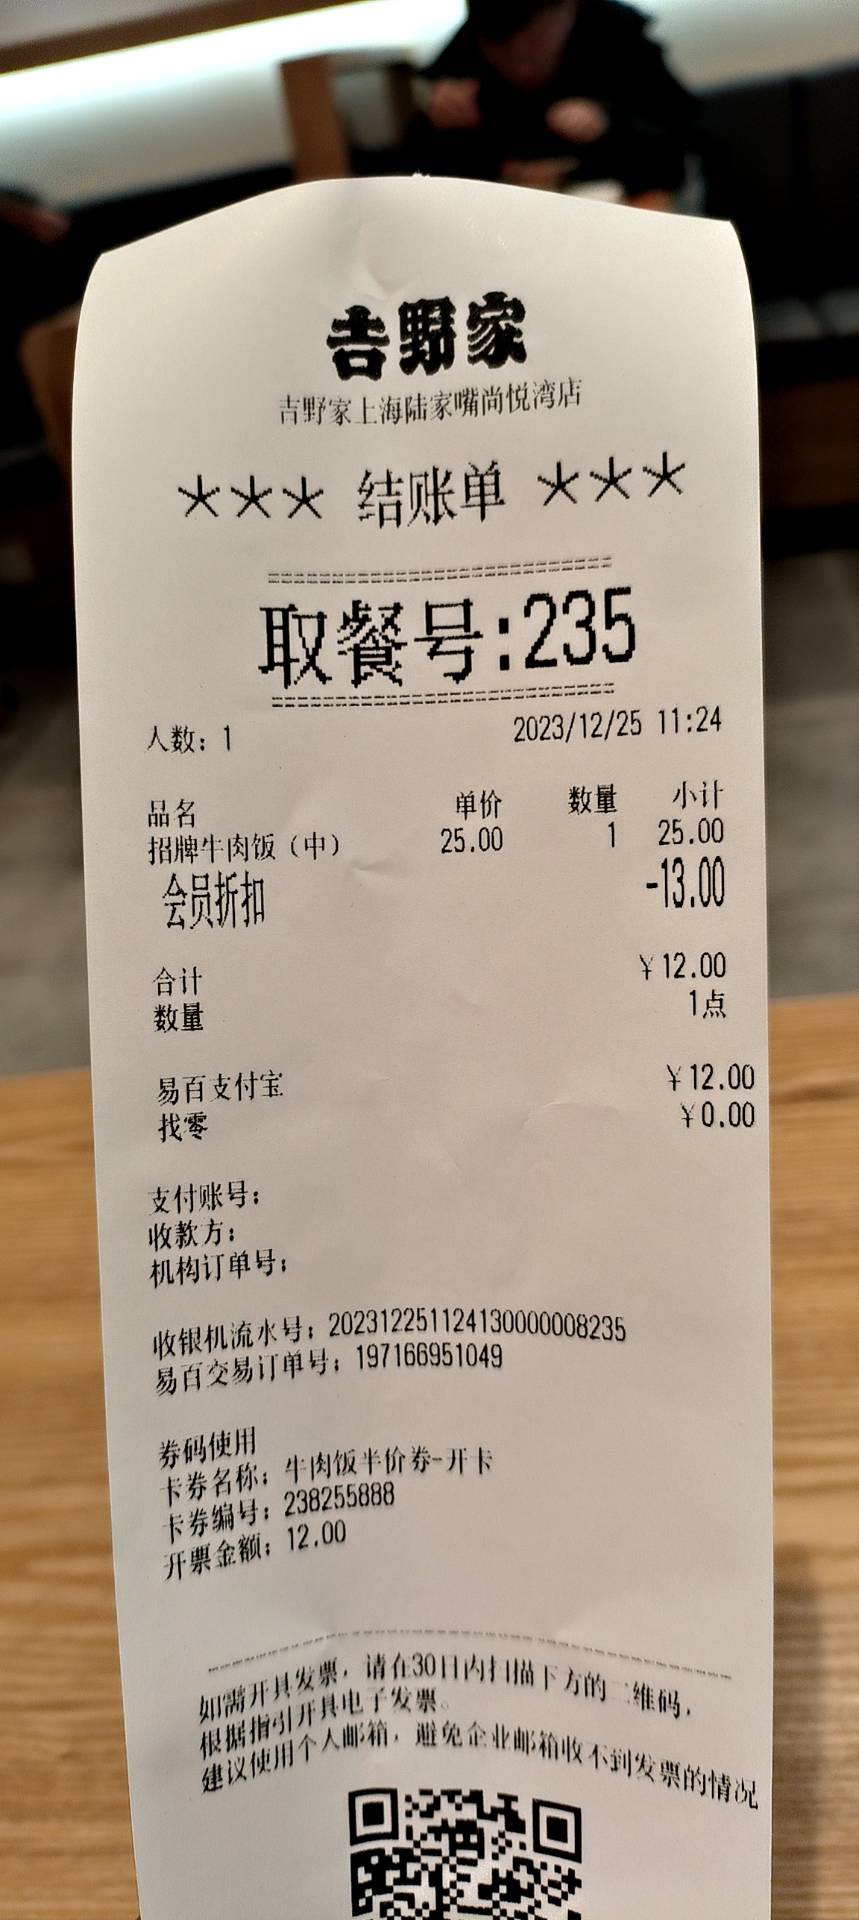 吉野家
吉野家上海陆家嘴尚悦湾店
*** 结账单 ***
==========================
取餐号:235
==========================
人数: 1 2023/12/25 11:24
品名 单价 数量 小计
招牌牛肉饭（中） 25.00 1 25.00
会员折扣 -13.00
合计 ¥12.00
数量 1点
易百支付宝 ¥12.00
找零 ¥0.00
支付账号:
收款方:
机构订单号:
收银机流水号: 2023122511241300000008235
易百交易订单号: 197166951049
券码使用
卡券名称: 牛肉饭半价券-开卡
卡券编号: 238255888
开票金额: 12.00
如需开具发票，请在30日内扫描下方的二维码，
根据指引开具电子发票。
建议使用个人邮箱，避免企业邮箱收不到发票的情况